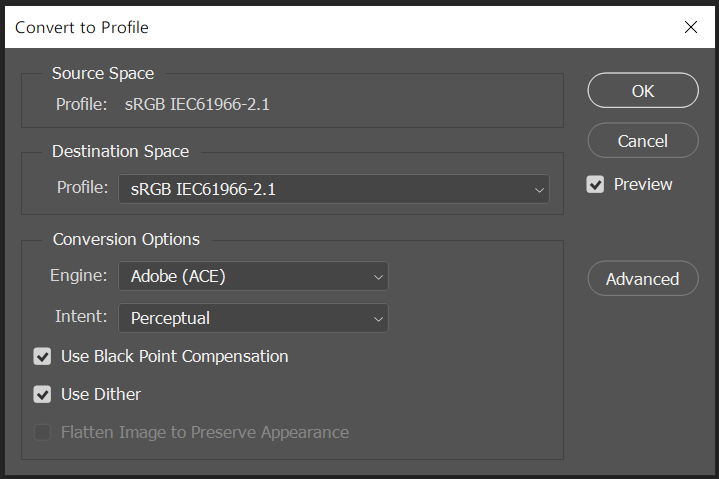 Convert to Profile
Source Space
Profile: sRGB IEC61966-2.1
OK
Cancel
Destination Space
Profile: sRGB IEC61966-2.1
Preview
Conversion Options
Engine: Adobe (ACE)
Advanced
Intent: Perceptual
Use Black Point Compensation
Use Dither
Flatten Image to Preserve Appearance